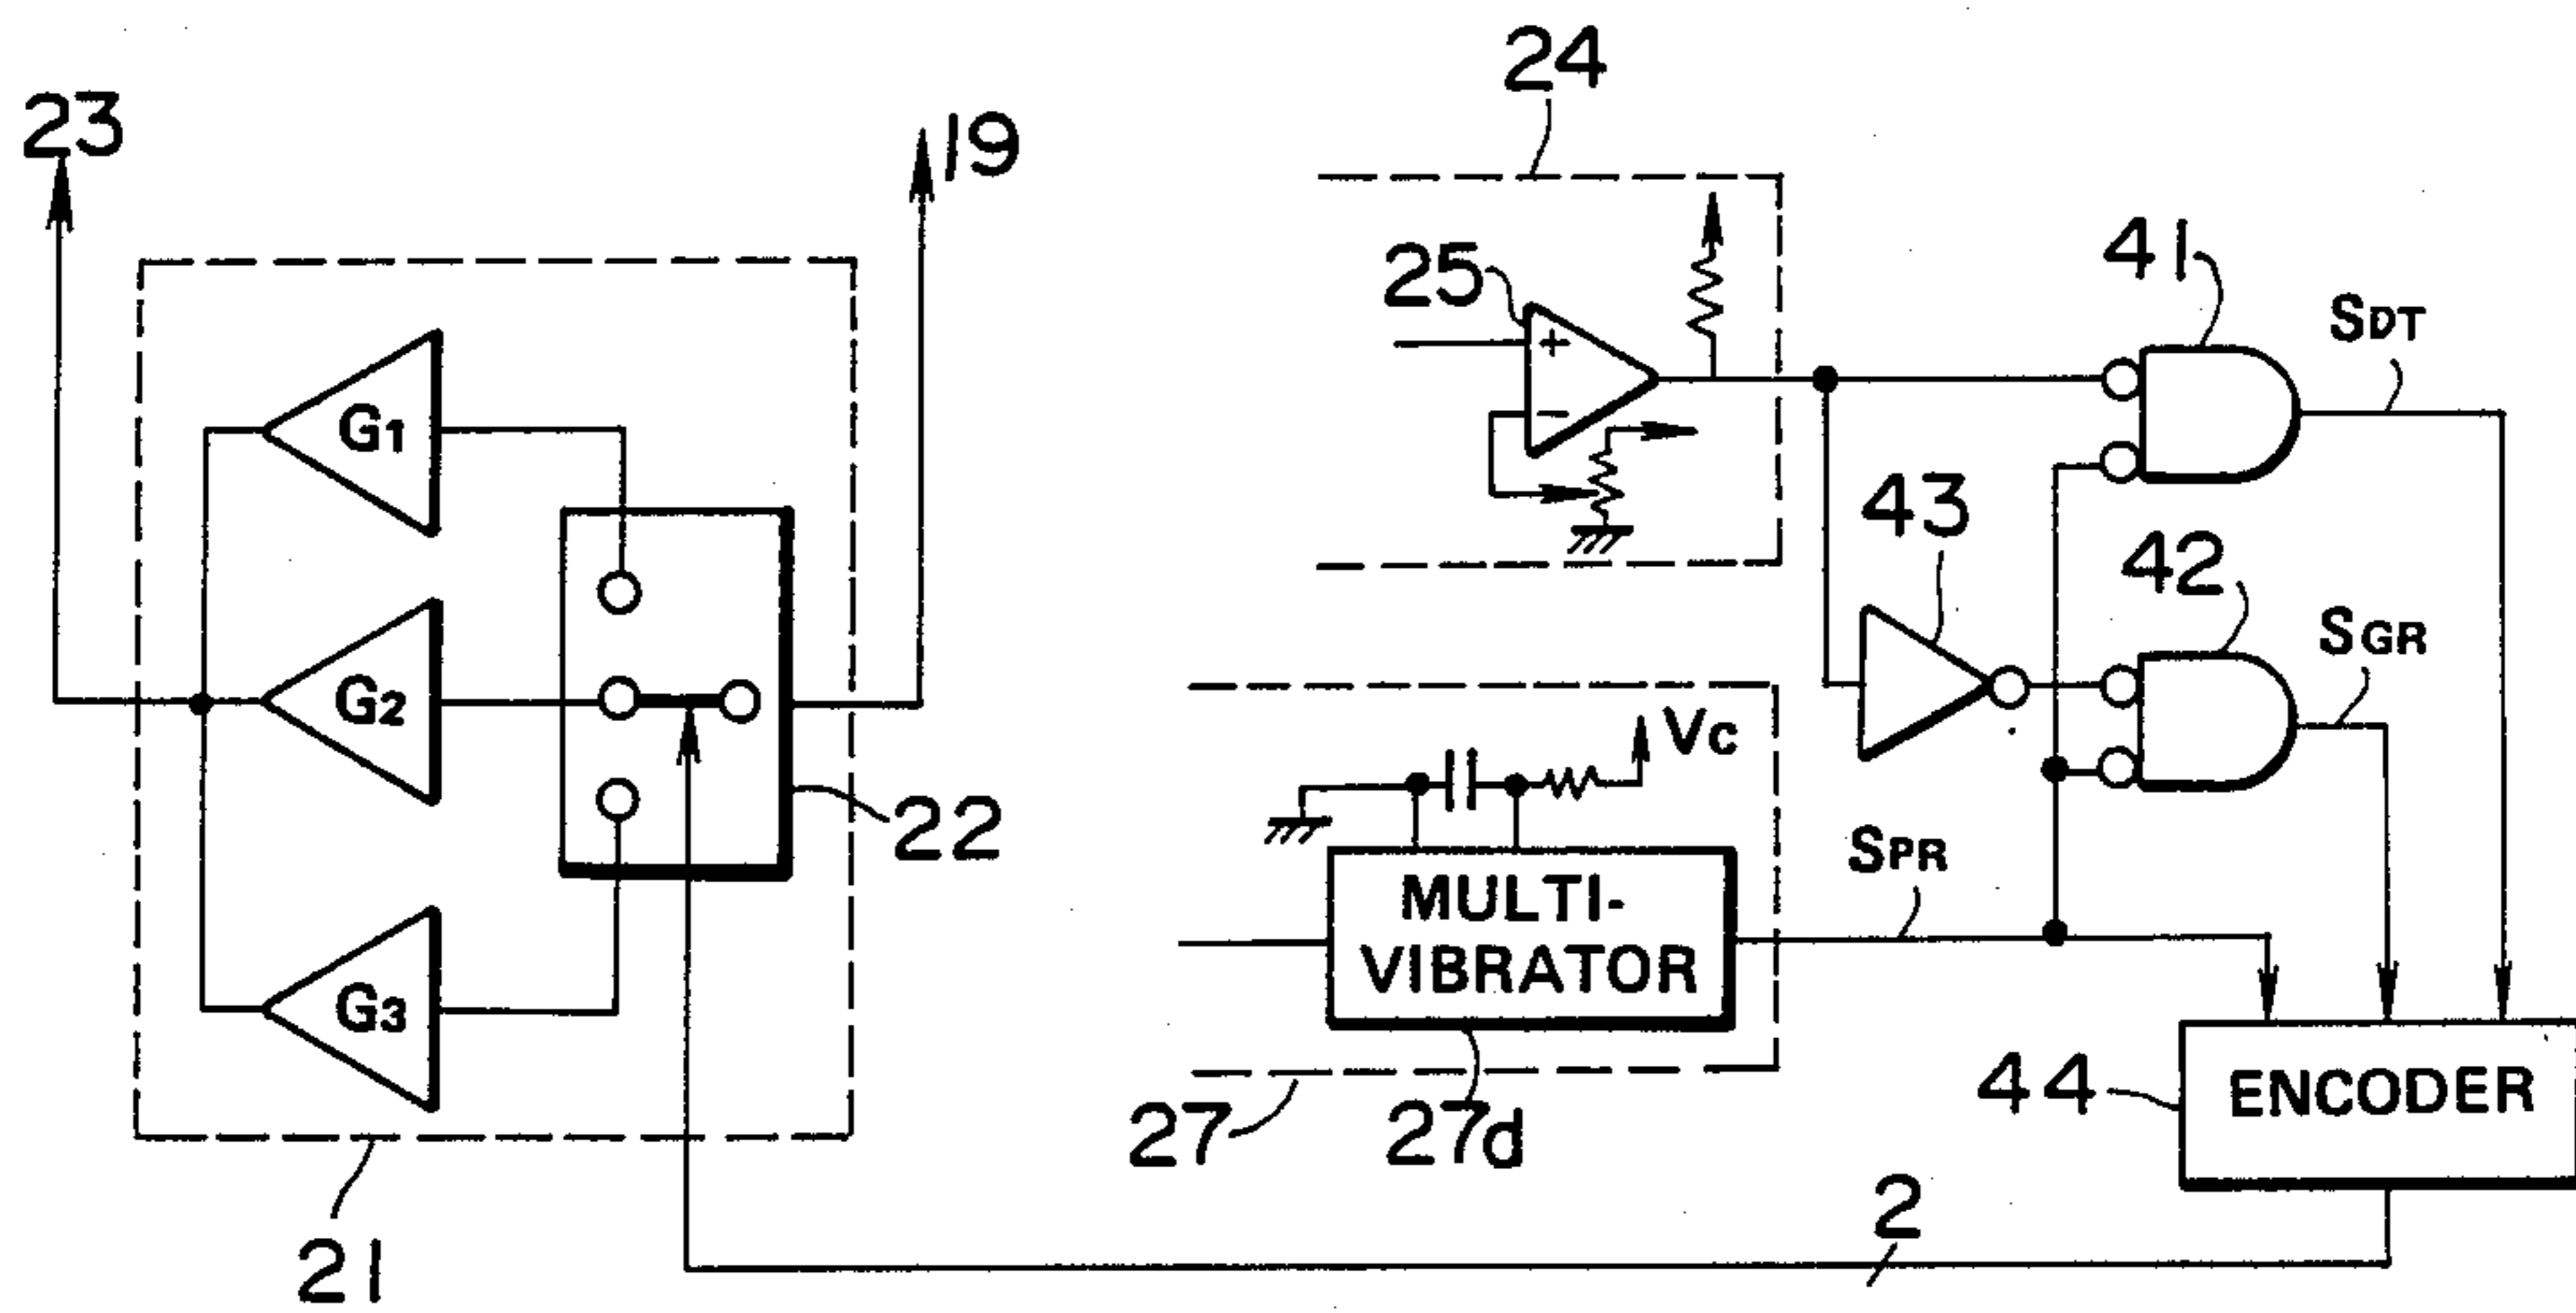 24
23
19
41
25
SDT
+
−
G1
43
42
SGR
G2
Vc
22
SPR
MULTI-
VIBRATOR
G3
44
ENCODER
27
27d
2
21